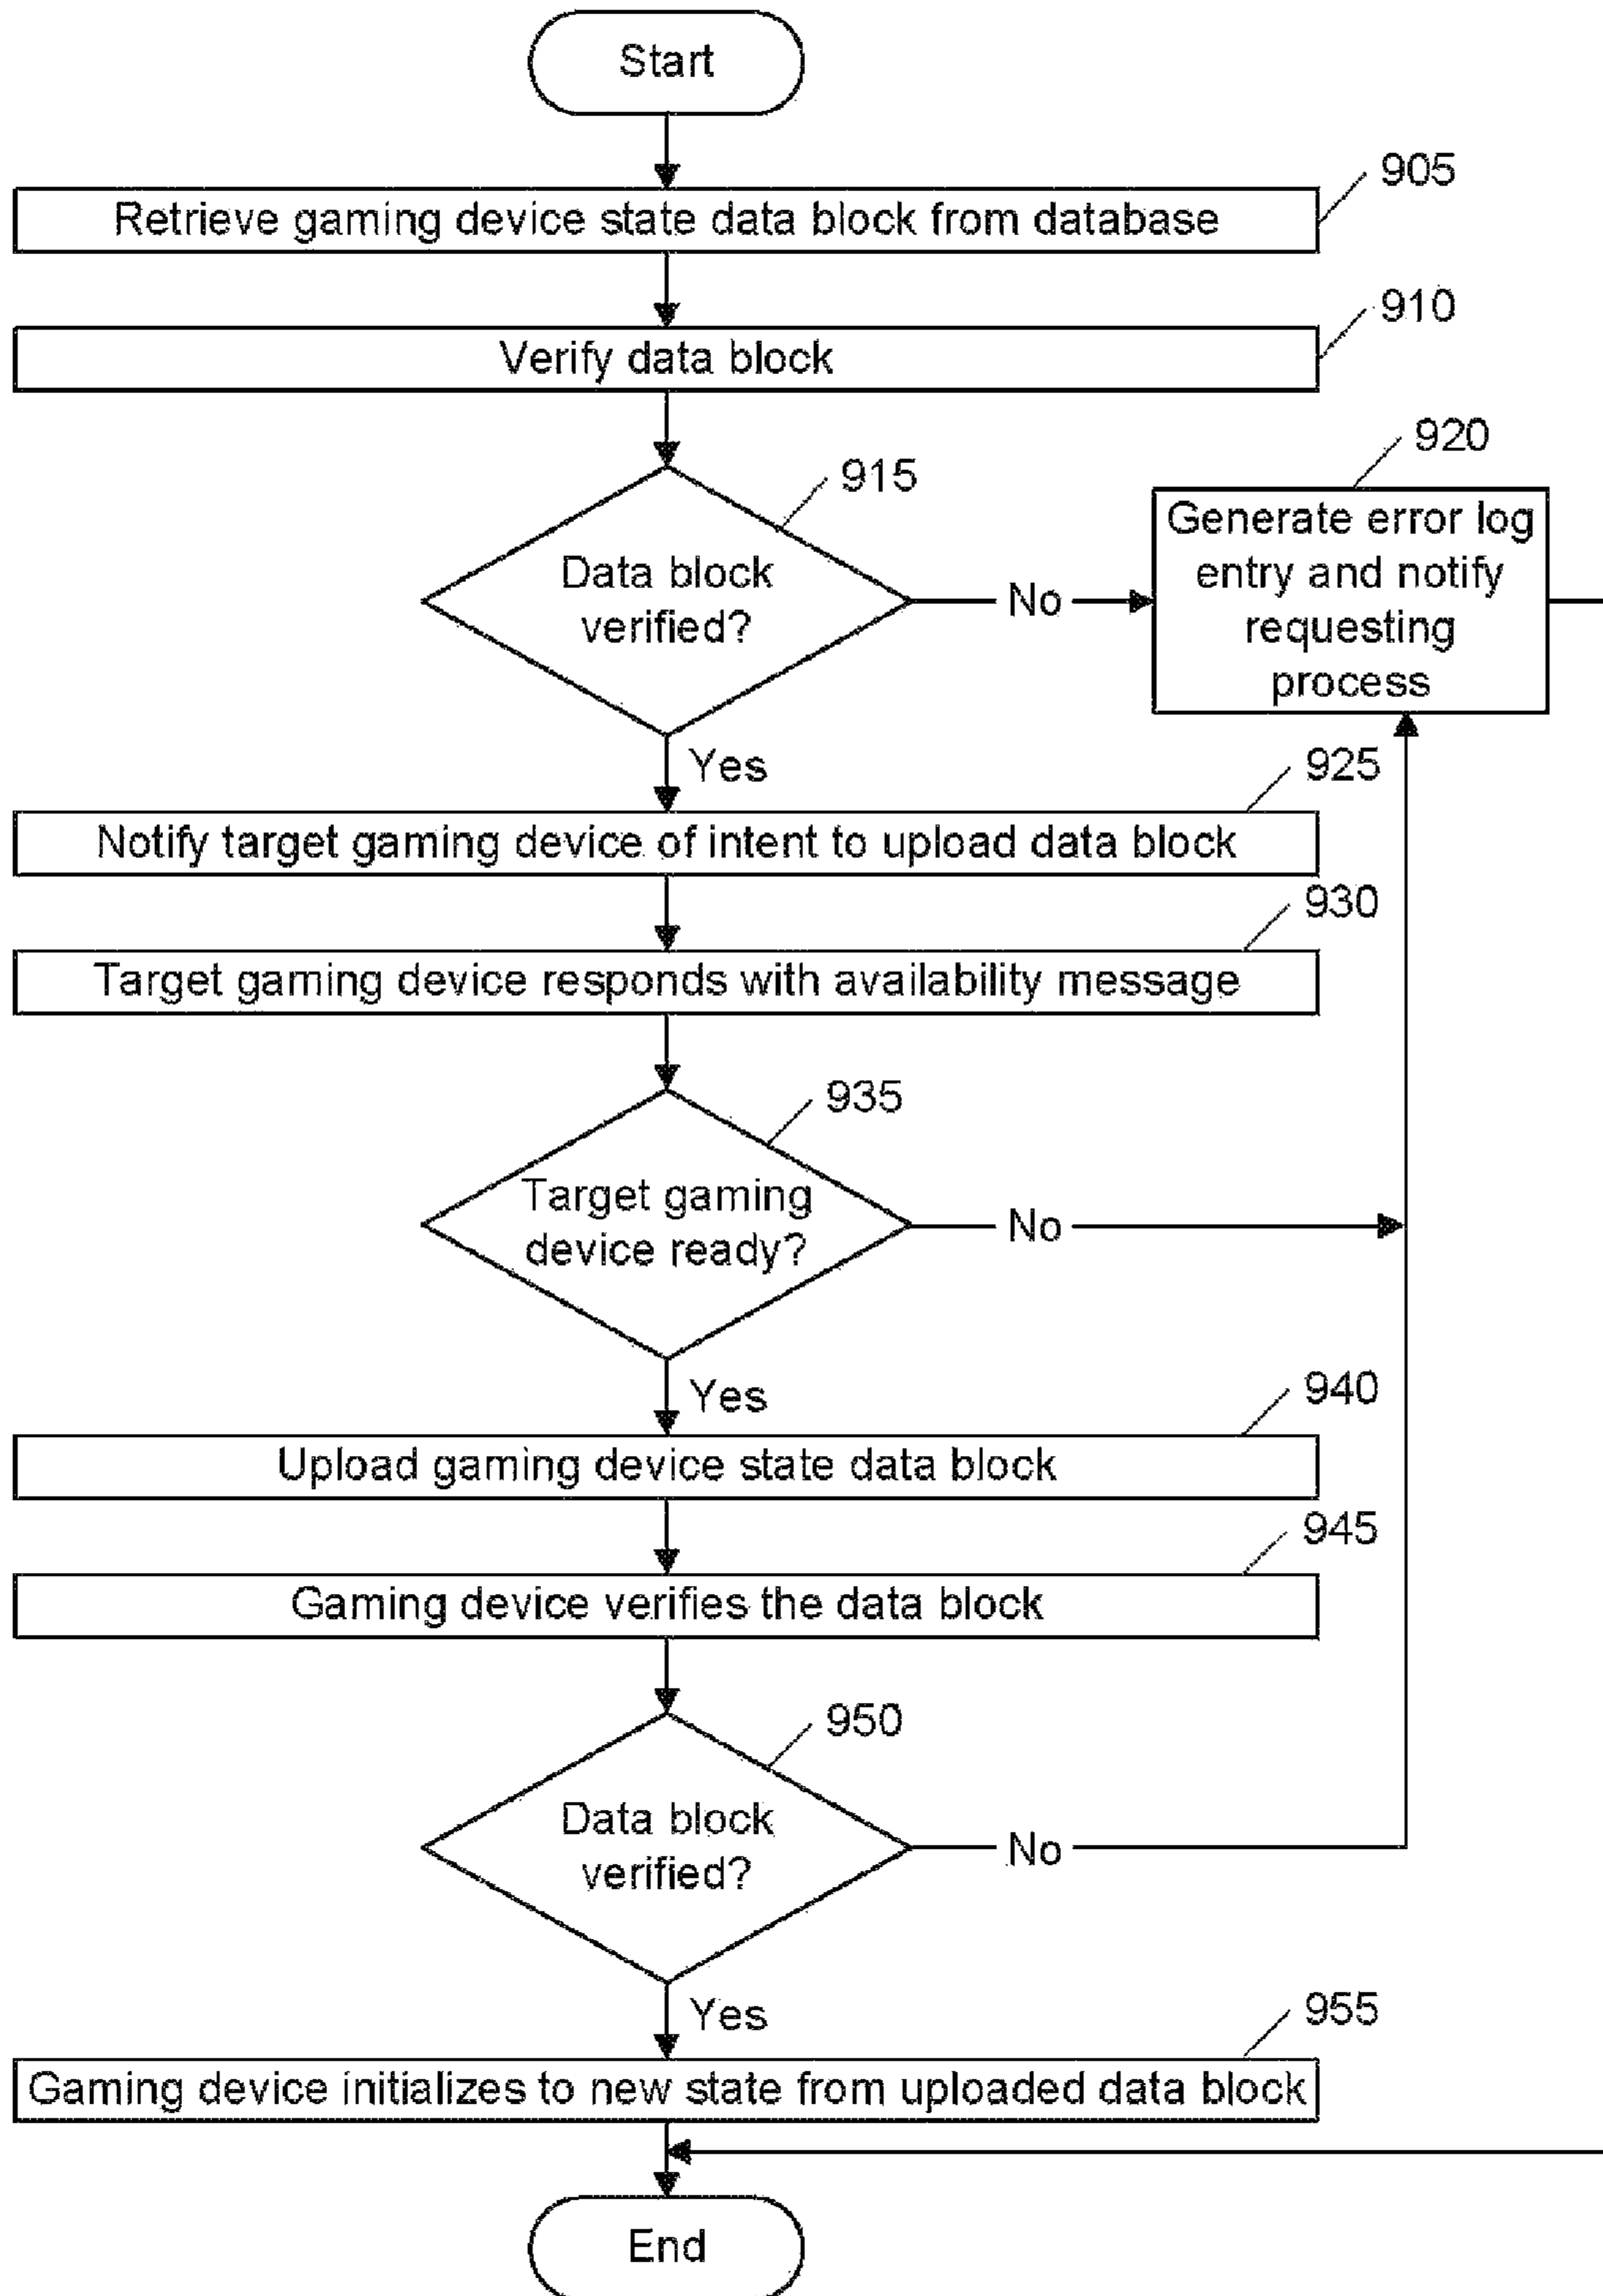 Start
905
Retrieve gaming device state data block from database
910
Verify data block
920
915
Generate error log
entry and notify
requesting
process
Data block
verified?
No
Yes
925
Notify target gaming device of intent to upload data block
930
Target gaming device responds with availability message
935
Target gaming
device ready?
No
Yes
940
Upload gaming device state data block
945
Gaming device verifies the data block
950
Data block
verified?
No
Yes
955
Gaming device initializes to new state from uploaded data block
End